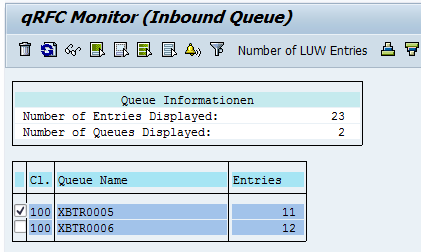 qRFC Monitor (Inbound Queue)
Number of LUW Entries
Queue Informationen
Number of Entries Displayed: 23
Number of Queues Displayed: 2
Cl. Queue Name Entries
100 XBTR0005 11
100 XBTR0006 12